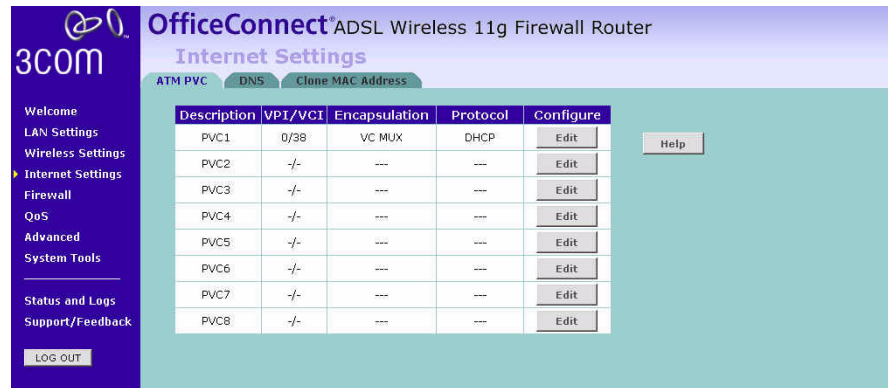 3COM
OfficeConnect® ADSL Wireless 11g Firewall Router
Internet Settings
ATM PVC DNS Clone MAC Address
Welcome
LAN Settings
Wireless Settings
Internet Settings
Firewall
QoS
Advanced
System Tools
Status and Logs
Support/Feedback
LOG OUT
Description VPI/VCI Encapsulation Protocol Configure
PVC1 0/38 VC MUX DHCP Edit
PVC2 -/- --- --- Edit
PVC3 -/- --- --- Edit
PVC4 -/- --- --- Edit
PVC5 -/- --- --- Edit
PVC6 -/- --- --- Edit
PVC7 -/- --- --- Edit
PVC8 -/- --- --- Edit
Help